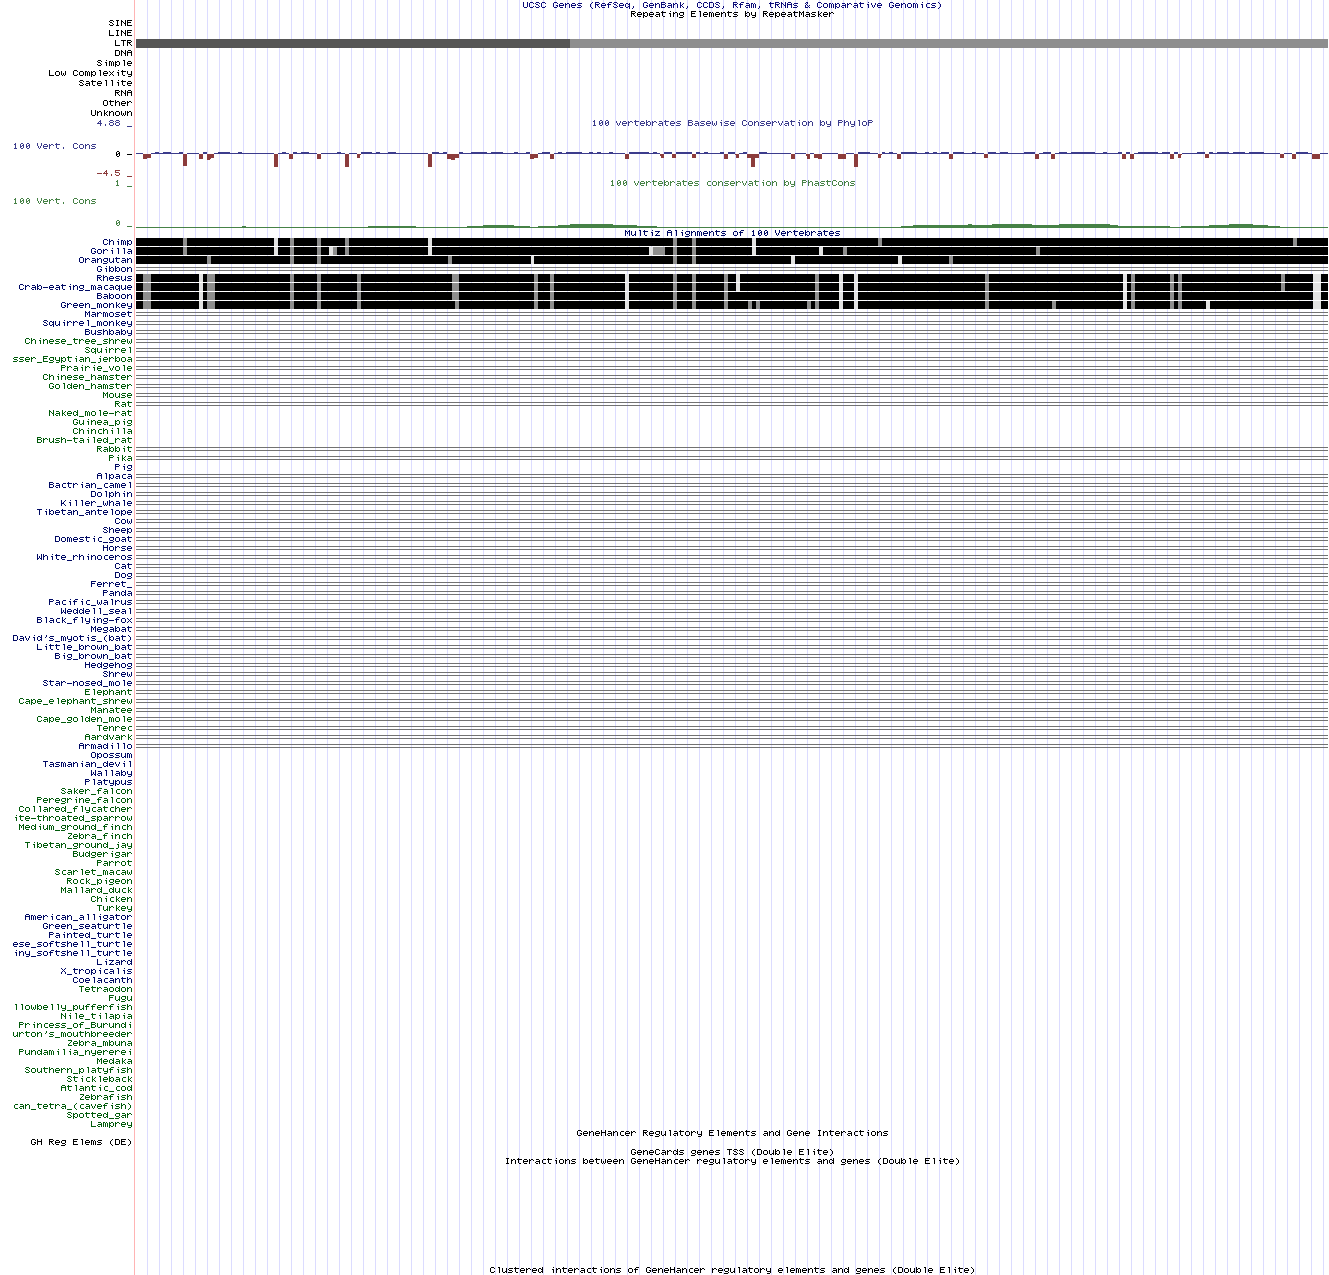 UCSC Genes (RefSeq, GenBank, CCDS, Rfam, tRNAs & Comparative Genomics)
Repeating Elements by RepeatMasker
SINE
LINE
LTR
DNA
Simple
Low Complexity
Satellite
RNA
Other
Unknown
4.88 _
100 vertebrates Basewise Conservation by PhyloP
100 Vert. Cons
0 _
-4.5 _
1 _
100 vertebrates conservation by PhastCons
100 Vert. Cons
0 _
Multiz Alignments of 100 Vertebrates
Chimp
Gorilla
Orangutan
Gibbon
Rhesus
Crab-eating_macaque
Baboon
Green_monkey
Marmoset
Squirrel_monkey
Bushbaby
Chinese_tree_shrew
Squirrel
sser_Egyptian_jerboa
Prairie_vole
Chinese_hamster
Golden_hamster
Mouse
Rat
Naked_mole-rat
Guinea_pig
Chinchilla
Brush-tailed_rat
Rabbit
Pika
Pig
Alpaca
Bactrian_camel
Dolphin
Killer_whale
Tibetan_antelope
Cow
Sheep
Domestic_goat
Horse
White_rhinoceros
Cat
Dog
Ferret_
Panda
Pacific_walrus
Weddell_seal
Black_flying-fox
Megabat
David's_myotis_(bat)
Little_brown_bat
Big_brown_bat
Hedgehog
Shrew
Star-nosed_mole
Elephant
Cape_elephant_shrew
Manatee
Cape_golden_mole
Tenrec
Aardvark
Armadillo
Opossum
Tasmanian_devil
Wallaby
Platypus
Saker_falcon
Peregrine_falcon
Collared_flycatcher
ite-throated_sparrow
Medium_ground_finch
Zebra_finch
Tibetan_ground_jay
Budgerigar
Parrot
Scarlet_macaw
Rock_pigeon
Mallard_duck
Chicken
Turkey
American_alligator
Green_seaturtle
Painted_turtle
ese_softshell_turtle
iny_softshell_turtle
Lizard
X_tropicalis
Coelacanth
Tetraodon
Fugu
llowbelly_pufferfish
Nile_tilapia
Princess_of_Burundi
urton's_mouthbreeder
Zebra_mbuna
Pundamilia_nyererei
Medaka
Southern_platyfish
Stickleback
Atlantic_cod
Zebrafish
can_tetra_(cavefish)
Spotted_gar
Lamprey
GeneHancer Regulatory Elements and Gene Interactions
GH Reg Elems (DE)
GeneCards genes TSS (Double Elite)
Interactions between GeneHancer regulatory elements and genes (Double Elite)
Clustered interactions of GeneHancer regulatory elements and genes (Double Elite)